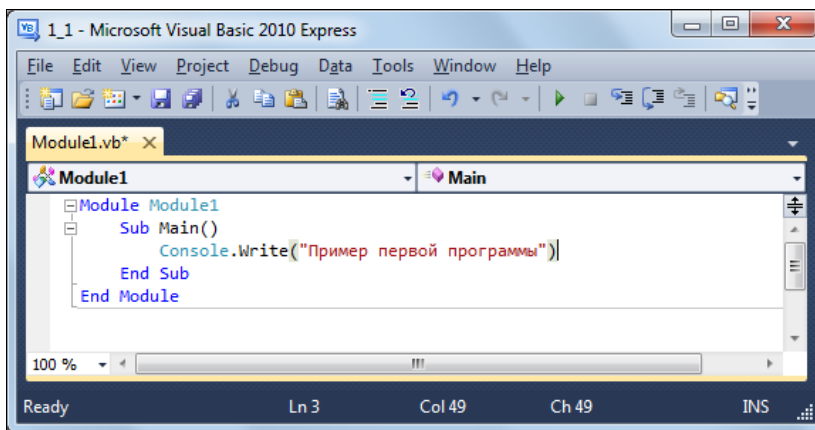 1_1 - Microsoft Visual Basic 2010 Express
File Edit View Project Debug Data Tools Window Help
Module1.vb*
Module1 Main
Module Module1
Sub Main()
Console.Write("Пример первой программы")
End Sub
End Module
100 %
Ready Ln 3 Col 49 Ch 49 INS